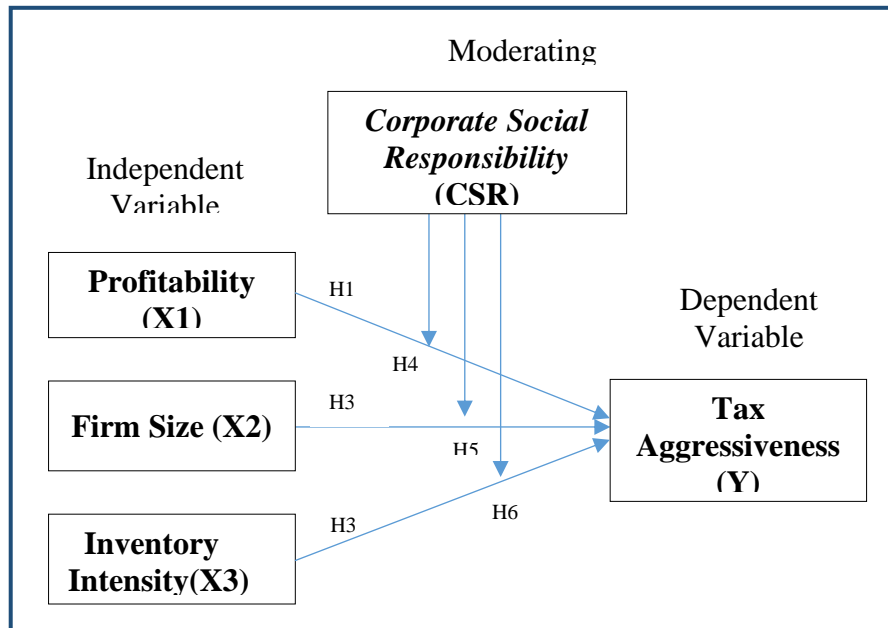 Moderating
Corporate Social
Responsibility
(CSR)
Independent
Variable
Profitability
(X1)
H1
Dependent
Variable
H4
Firm Size (X2)
H3
H5
Tax
Aggressiveness
(Y)
H6
H3
Inventory
Intensity(X3)